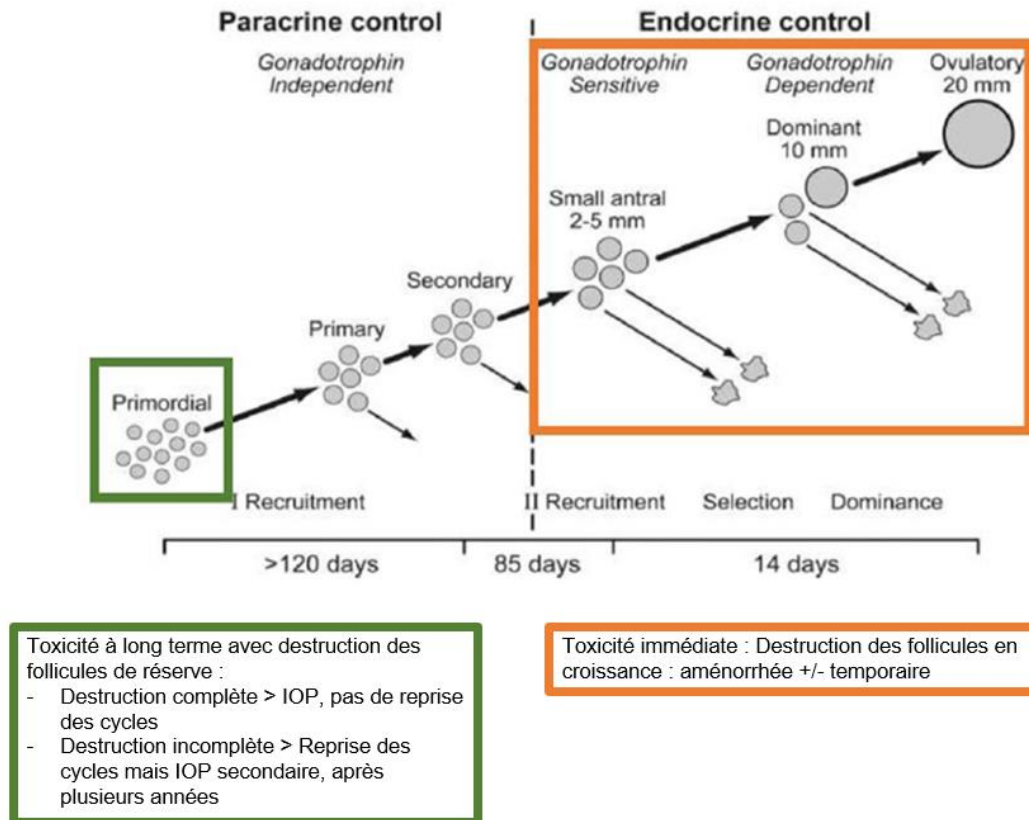 Paracrine control
Endocrine control
Gonadotrophin
Independent
Gonadotrophin
Sensitive
Gonadotrophin
Dependent
Ovulatory
20 mm
Dominant
10 mm
Small antral
2-5 mm
Secondary
Primary
Primordial
I Recruitment
II Recruitment
Selection
Dominance
>120 days
85 days
14 days
Toxicité à long terme avec destruction des
follicules de réserve :
- Destruction complète > IOP, pas de reprise
des cycles
- Destruction incomplète > Reprise des
cycles mais IOP secondaire, après
plusieurs années
Toxicité immédiate : Destruction des follicules en
croissance : aménorrhée +/- temporaire